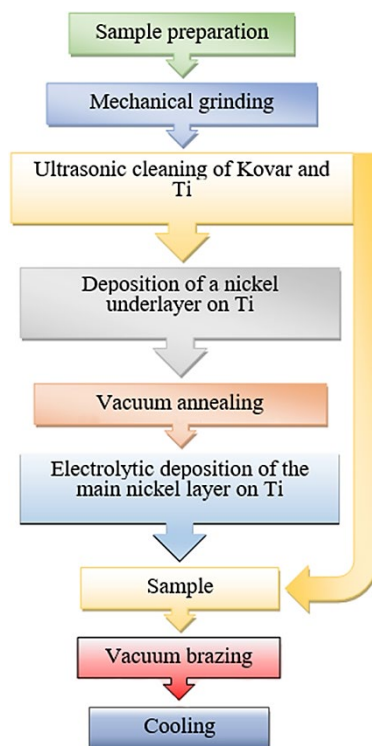 Sample preparation
Mechanical grinding
Ultrasonic cleaning of Kovar and
Ti
Deposition of a nickel
underlayer on Ti
Vacuum annealing
Electrolytic deposition of the
main nickel layer on Ti
Sample
Vacuum brazing
Cooling